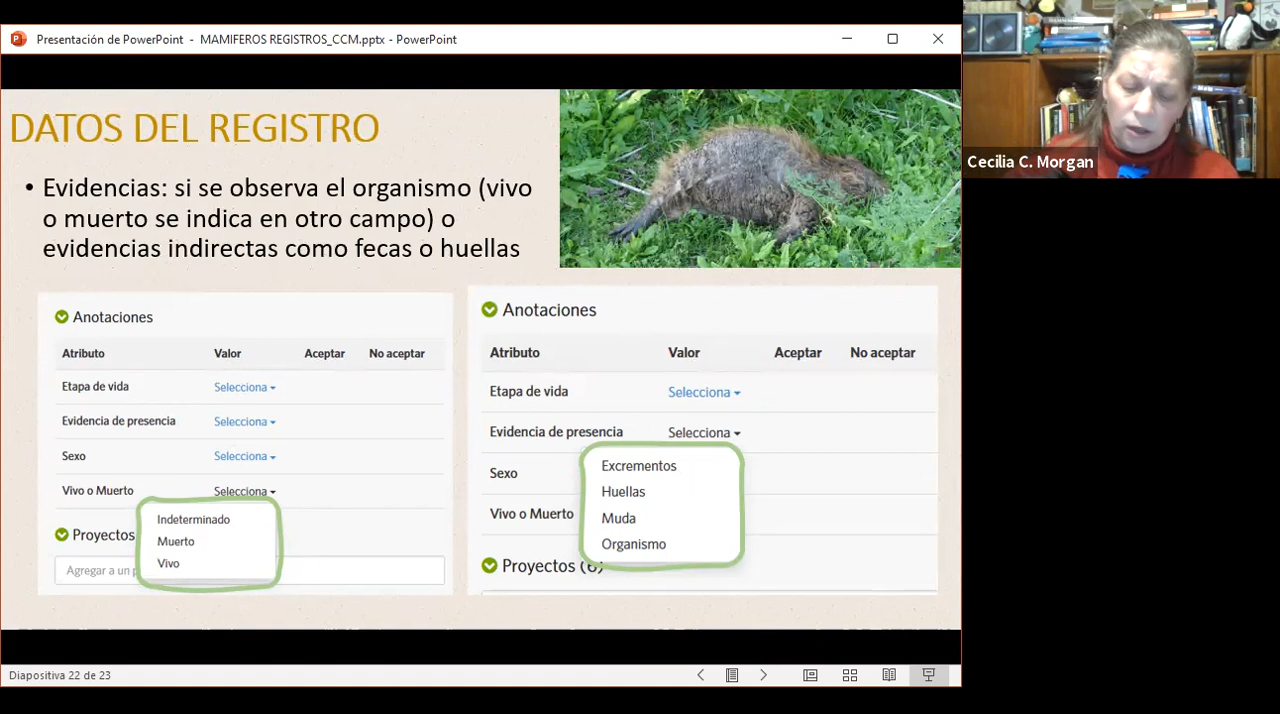 Presentación de PowerPoint - MAMIFEROS REGISTROS_CCM.pptx - PowerPoint
DATOS DEL REGISTRO
• Evidencias: si se observa el organismo (vivo
o muerto se indica en otro campo) o
evidencias indirectas como fecas o huellas
Anotaciones
Atributo Valor Aceptar No aceptar
Etapa de vida Selecciona
Evidencia de presencia Selecciona
Sexo Selecciona
Vivo o Muerto Selecciona
Indeterminado
Muerto
Vivo
Proyectos
Agregar a un
Anotaciones
Atributo Valor Aceptar No aceptar
Etapa de vida Selecciona
Evidencia de presencia Selecciona
Excrementos
Huellas
Muda
Organismo
Sexo
Vivo o Muerto
Proyectos (6)
Diapositiva 22 de 23
Cecilia C. Morgan